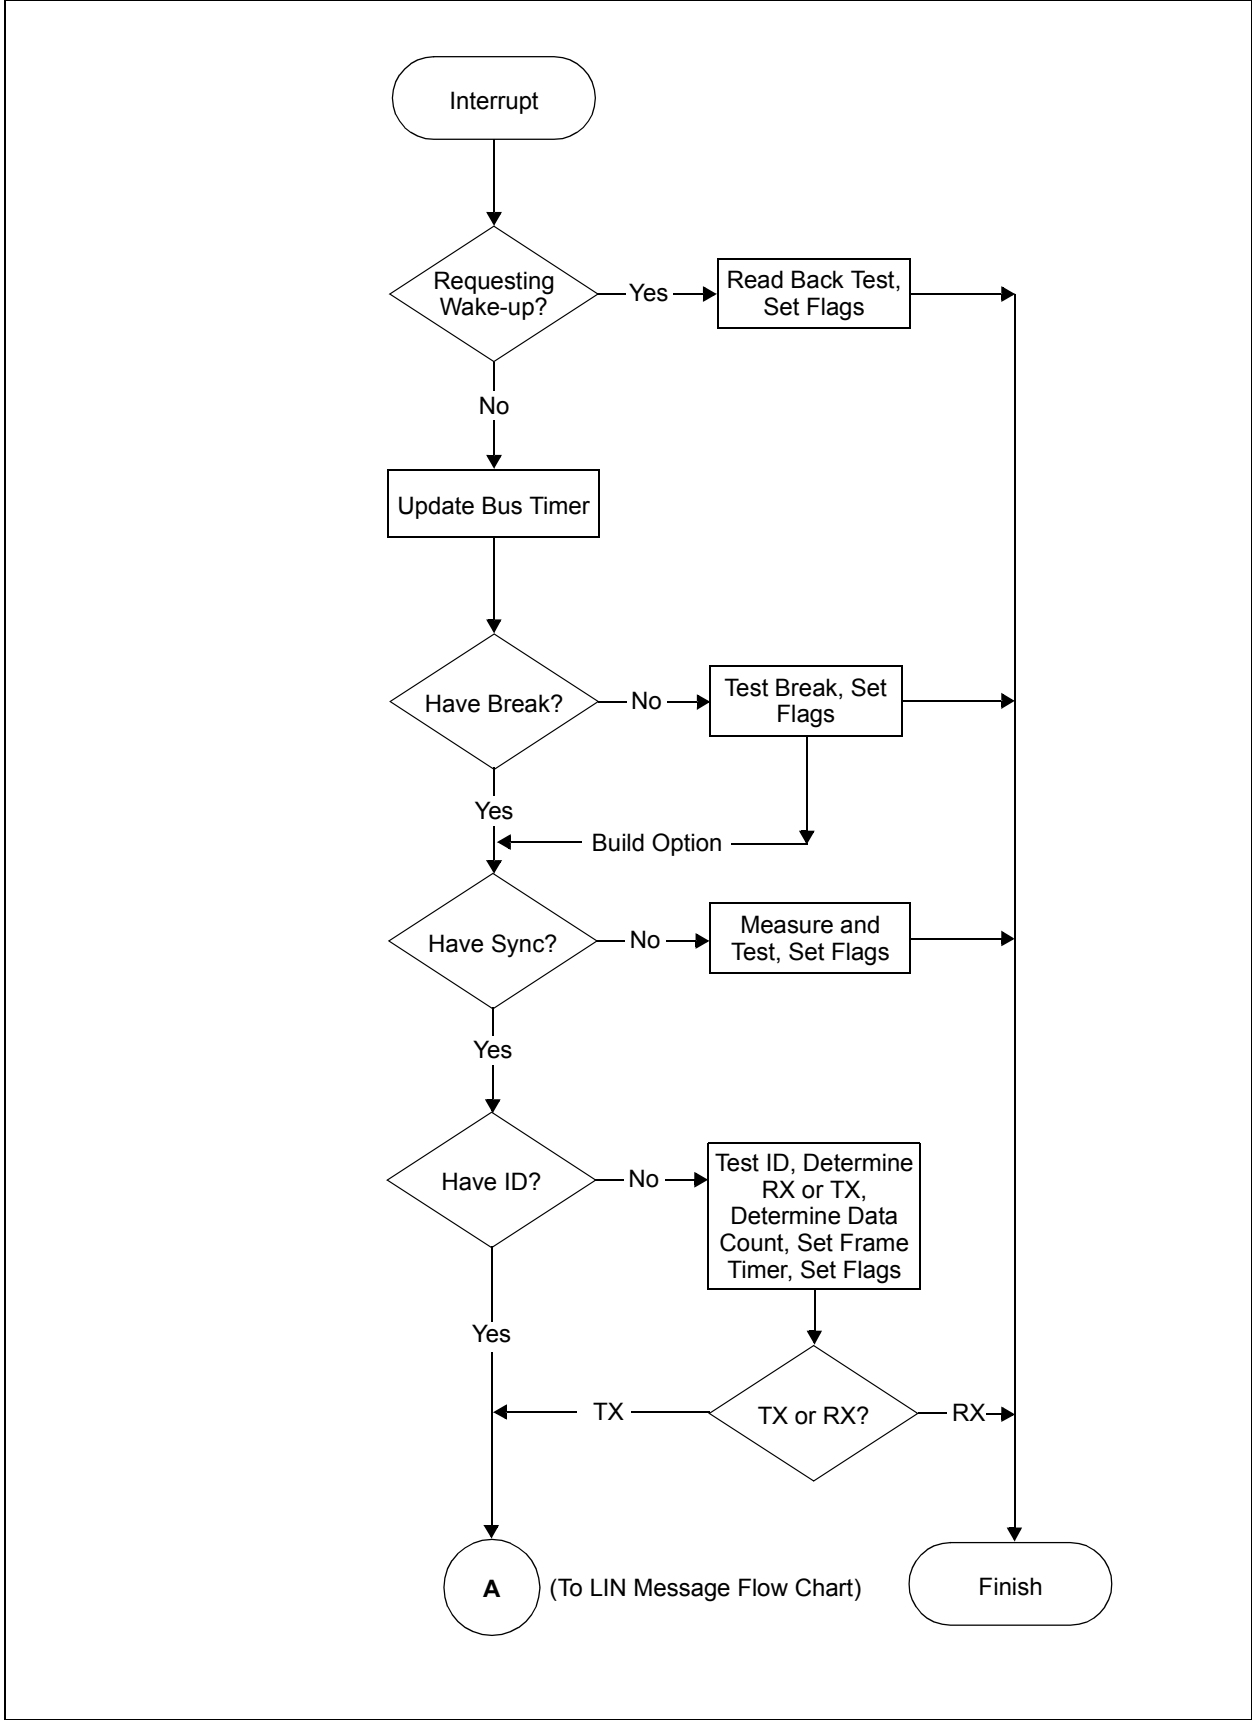 Interrupt
Requesting
Wake-up?
Yes
Read Back Test,
Set Flags
No
Update Bus Timer
Have Break?
No
Test Break, Set
Flags
Yes
Build Option
Have Sync?
No
Measure and
Test, Set Flags
Yes
Have ID?
No
Test ID, Determine
RX or TX,
Determine Data
Count, Set Frame
Timer, Set Flags
Yes
TX
TX or RX?
RX
A
(To LIN Message Flow Chart)
Finish